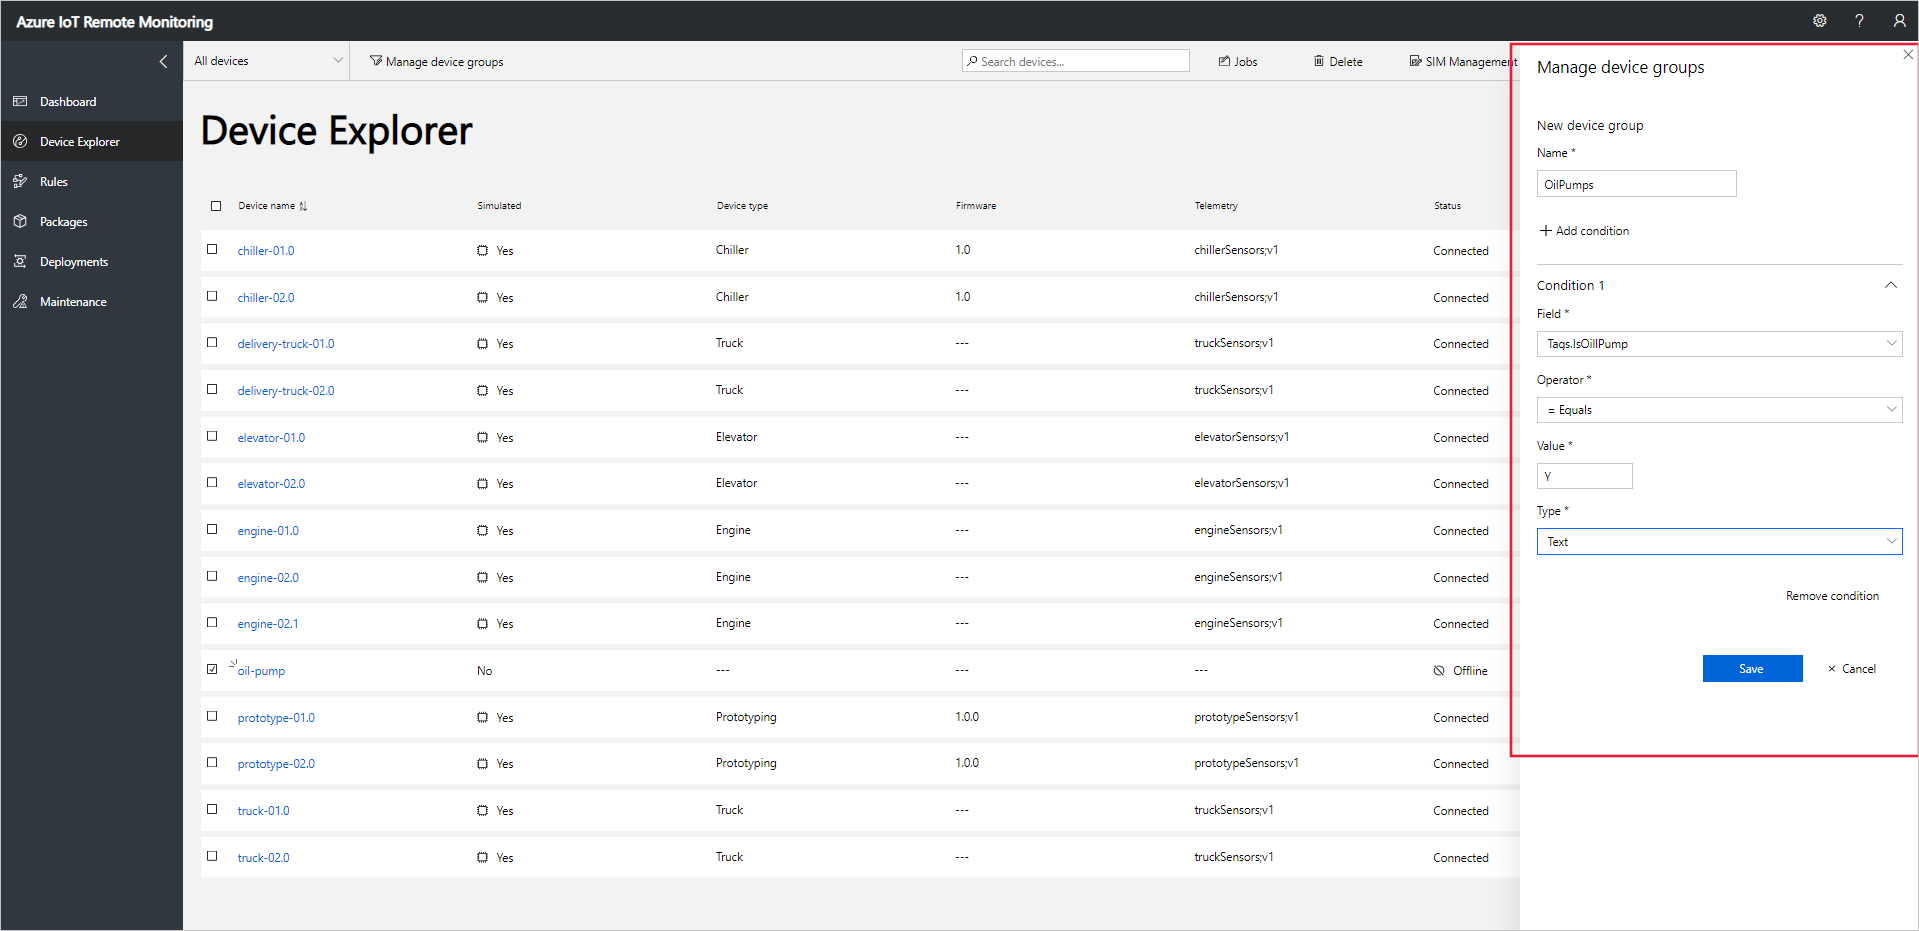 Azure IoT Remote Monitoring
?
All devices
Manage device groups
Search devices...
Jobs
Delete
SIM Management
Dashboard
Device Explorer
Rules
Packages
Deployments
Maintenance
Device Explorer
Device name Simulated Device type Firmware Telemetry Status
chiller-01.0 Yes Chiller 1.0 chillerSensors;v1 Connected
chiller-02.0 Yes Chiller 1.0 chillerSensors;v1 Connected
delivery-truck-01.0 Yes Truck --- truckSensors;v1 Connected
delivery-truck-02.0 Yes Truck --- truckSensors;v1 Connected
elevator-01.0 Yes Elevator --- elevatorSensors;v1 Connected
elevator-02.0 Yes Elevator --- elevatorSensors;v1 Connected
engine-01.0 Yes Engine --- engineSensors;v1 Connected
engine-02.0 Yes Engine --- engineSensors;v1 Connected
engine-02.1 Yes Engine --- engineSensors;v1 Connected
oil-pump No --- --- --- Offline
prototype-01.0 Yes Prototyping 1.0.0 prototypeSensors;v1 Connected
prototype-02.0 Yes Prototyping 1.0.0 prototypeSensors;v1 Connected
truck-01.0 Yes Truck --- truckSensors;v1 Connected
truck-02.0 Yes Truck --- truckSensors;v1 Connected
Manage device groups
New device group
Name *
OilPumps
+ Add condition
Condition 1
Field *
Tags.IsOillPump
Operator *
= Equals
Value *
Y
Type *
Text
Remove condition
Save
× Cancel